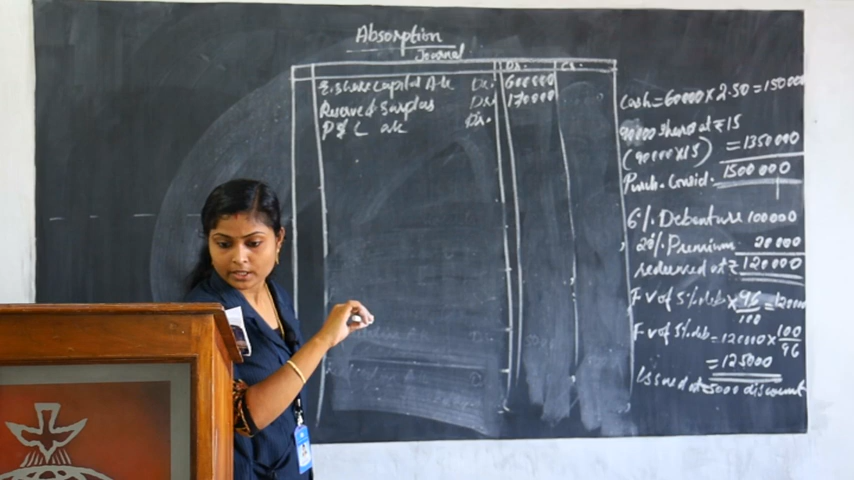 Absorption
Journal
Dr. Cr.
E. Share Capital A/c Dr. 600000
Reserve & Surplus Dr. 170000
P & L a/c Dr.
Cash = 60000 X 2.50 = 150000
90000 shares at ₹ 15
(90000 X 15) = 1350000
Purch. Consid. 1500000
6% Debenture 100000
20% Premium 20000
redeemed at ₹ 120000
F V of 5% deb X 96/100 = 120000
F V of 5% deb = 120000 X 100/96
= 125000
Issued at 5000 discount